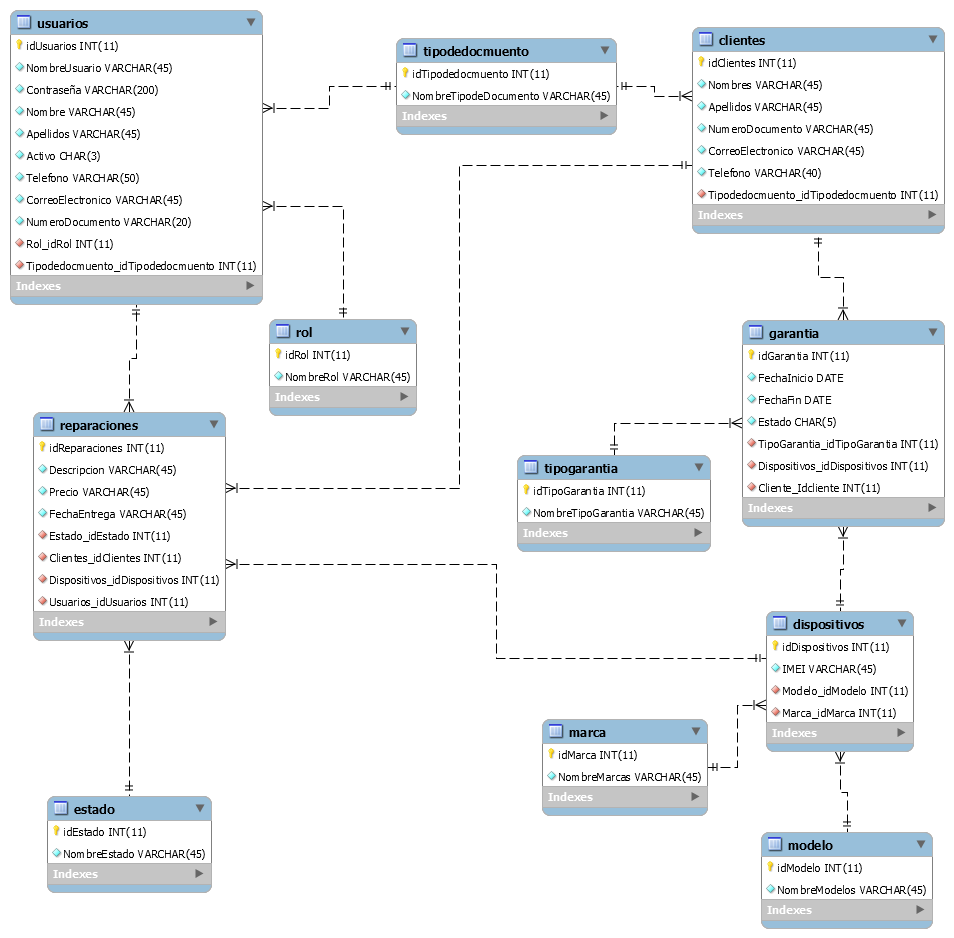 usuarios
idUsuarios INT(11)
NombreUsuario VARCHAR(45)
Contraseña VARCHAR(200)
Nombre VARCHAR(45)
Apellidos VARCHAR(45)
Activo CHAR(3)
Telefono VARCHAR(50)
CorreoElectronico VARCHAR(45)
NumeroDocumento VARCHAR(20)
Rol_idRol INT(11)
Tipodedocmuento_idTipodedocmuento INT(11)
Indexes
tipodedocmuento
idTipodedocmuento INT(11)
NombreTipodeDocumento VARCHAR(45)
Indexes
clientes
idClientes INT(11)
Nombres VARCHAR(45)
Apellidos VARCHAR(45)
NumeroDocumento VARCHAR(45)
CorreoElectronico VARCHAR(45)
Telefono VARCHAR(40)
Tipodedocmuento_idTipodedocmuento INT(11)
Indexes
rol
idRol INT(11)
NombreRol VARCHAR(45)
Indexes
garantia
idGarantia INT(11)
FechaInicio DATE
FechaFin DATE
Estado CHAR(5)
TipoGarantia_idTipoGarantia INT(11)
Dispositivos_idDispositivos INT(11)
Cliente_Idcliente INT(11)
Indexes
reparaciones
idReparaciones INT(11)
Descripcion VARCHAR(45)
Precio VARCHAR(45)
FechaEntrega VARCHAR(45)
Estado_idEstado INT(11)
Clientes_idClientes INT(11)
Dispositivos_idDispositivos INT(11)
Usuarios_idUsuarios INT(11)
Indexes
tipogarantia
idTipoGarantia INT(11)
NombreTipoGarantia VARCHAR(45)
Indexes
dispositivos
idDispositivos INT(11)
IMEI VARCHAR(45)
Modelo_idModelo INT(11)
Marca_idMarca INT(11)
Indexes
marca
idMarca INT(11)
NombreMarcas VARCHAR(45)
Indexes
estado
idEstado INT(11)
NombreEstado VARCHAR(45)
Indexes
modelo
idModelo INT(11)
NombreModelos VARCHAR(45)
Indexes